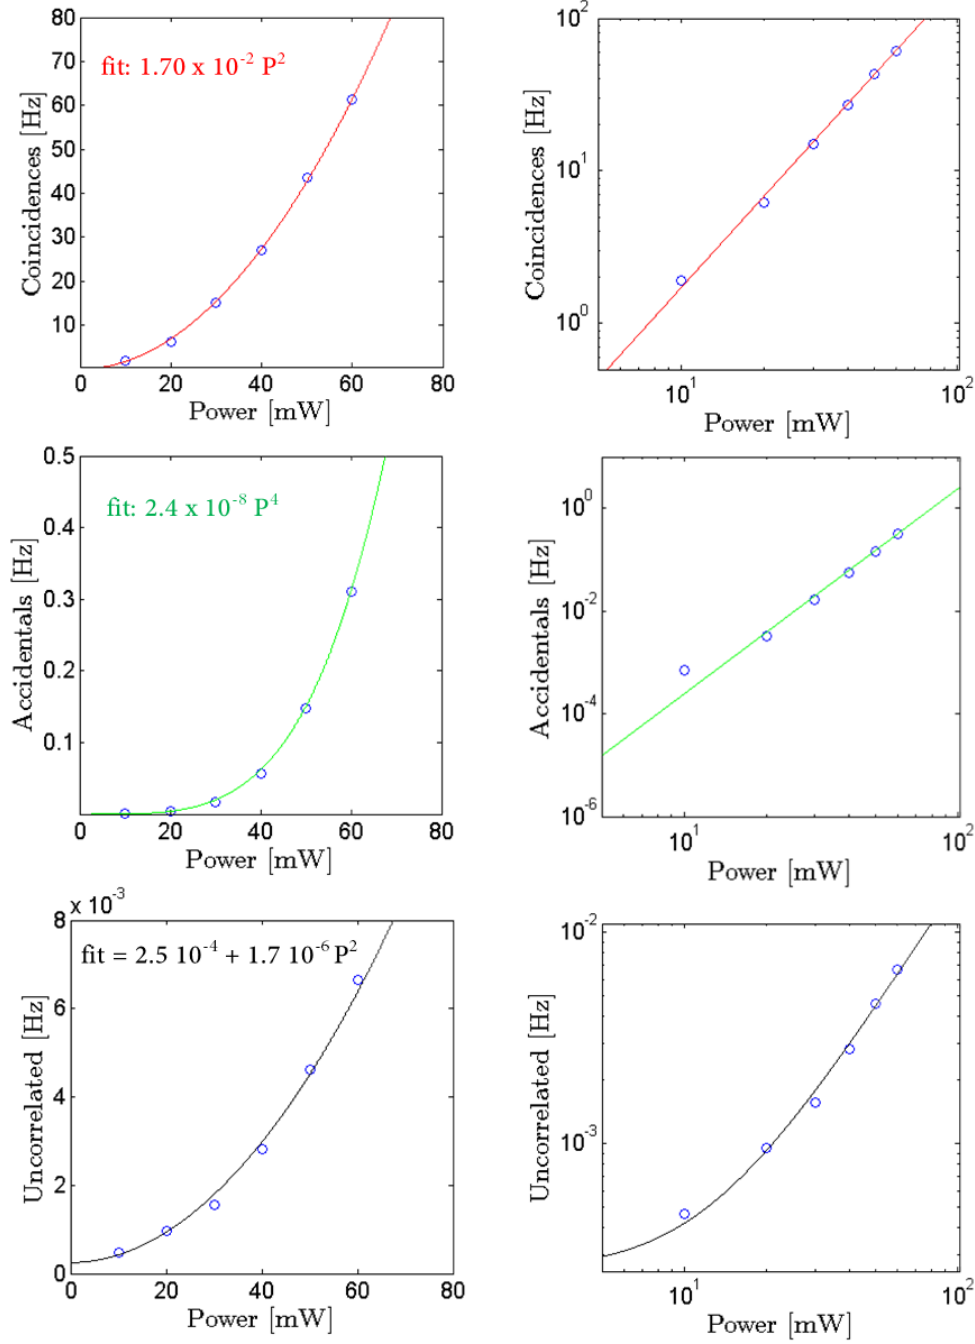 80
70
60
50
40
30
20
10
0 20 40 60 80
Coincidences [Hz]
Power [mW]
fit: 1.70 x 10⁻² P²
10²
10¹
10⁰
10¹ 10²
Coincidences [Hz]
Power [mW]
0.5
0.4
0.3
0.2
0.1
0 20 40 60 80
Accidentals [Hz]
Power [mW]
fit: 2.4 x 10⁻⁸ P⁴
10⁰
10⁻²
10⁻⁴
10⁻⁶
10¹ 10²
Accidentals [Hz]
Power [mW]
x 10⁻³
8
6
4
2
0
0 20 40 60 80
Uncorrelated [Hz]
Power [mW]
fit = 2.5 10⁻⁴ + 1.7 10⁻⁶ P²
10⁻²
10⁻³
10¹ 10²
Uncorrelated [Hz]
Power [mW]